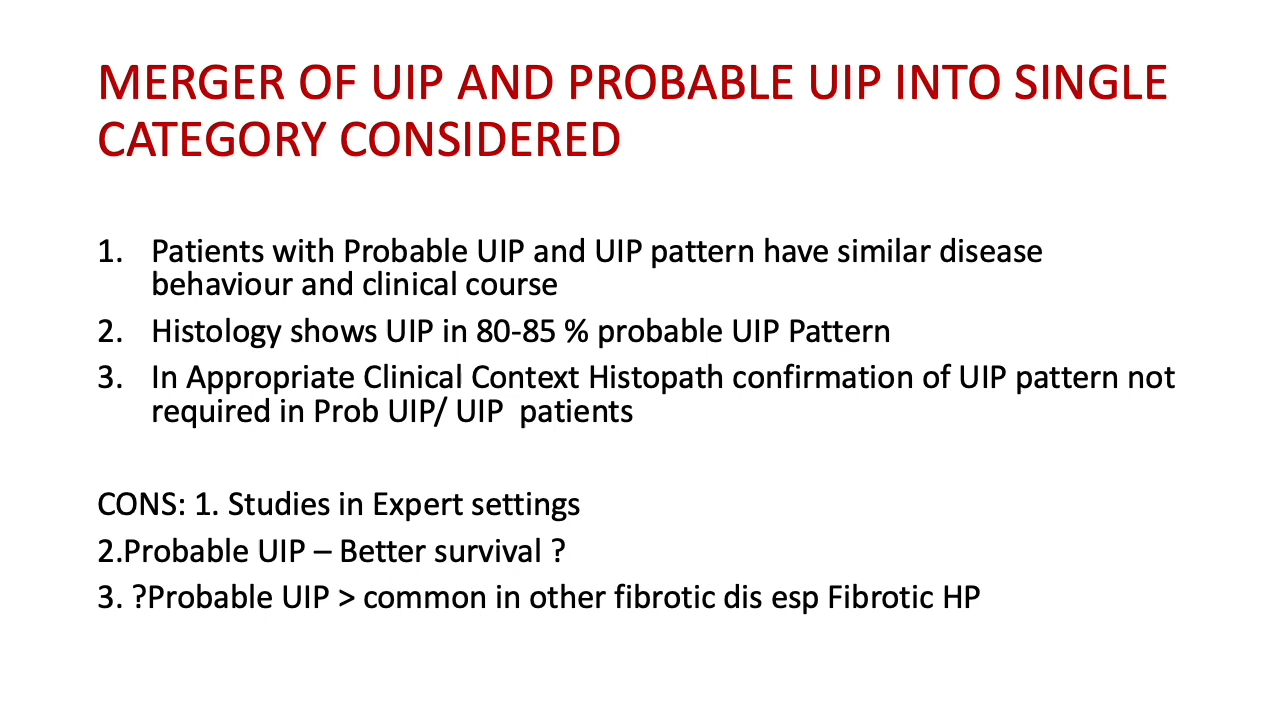 MERGER OF UIP AND PROBABLE UIP INTO SINGLE
CATEGORY CONSIDERED
1. Patients with Probable UIP and UIP pattern have similar disease
behaviour and clinical course
2. Histology shows UIP in 80-85 % probable UIP Pattern
3. In Appropriate Clinical Context Histopath confirmation of UIP pattern not
required in Prob UIP/ UIP  patients
CONS: 1. Studies in Expert settings
2.Probable UIP – Better survival ?
3. ?Probable UIP > common in other fibrotic dis esp Fibrotic HP